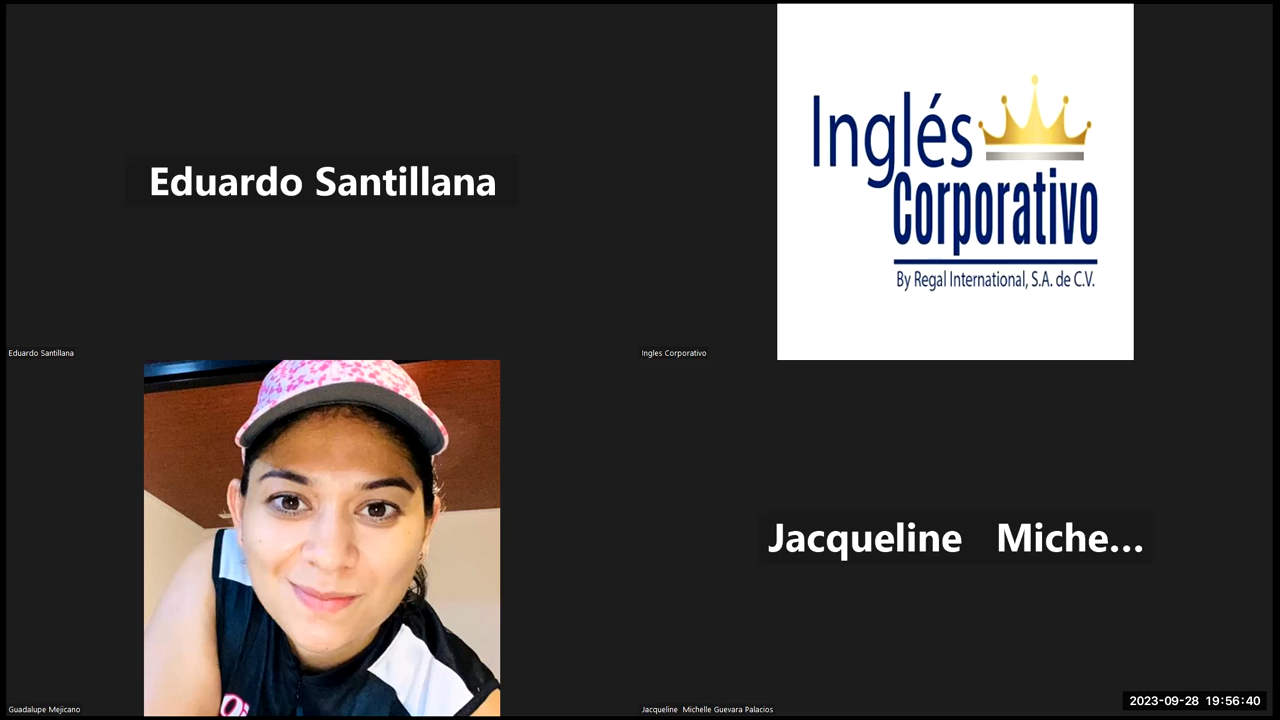 Eduardo Santillana
Eduardo Santillana
Inglés
Corporativo
By Regal International, S.A. de C.V.
Ingles Corporativo
Guadalupe Mejicano
Jacqueline Miche...
Jacqueline Michelle Guevara Palacios
2023-09-28 19:56:40